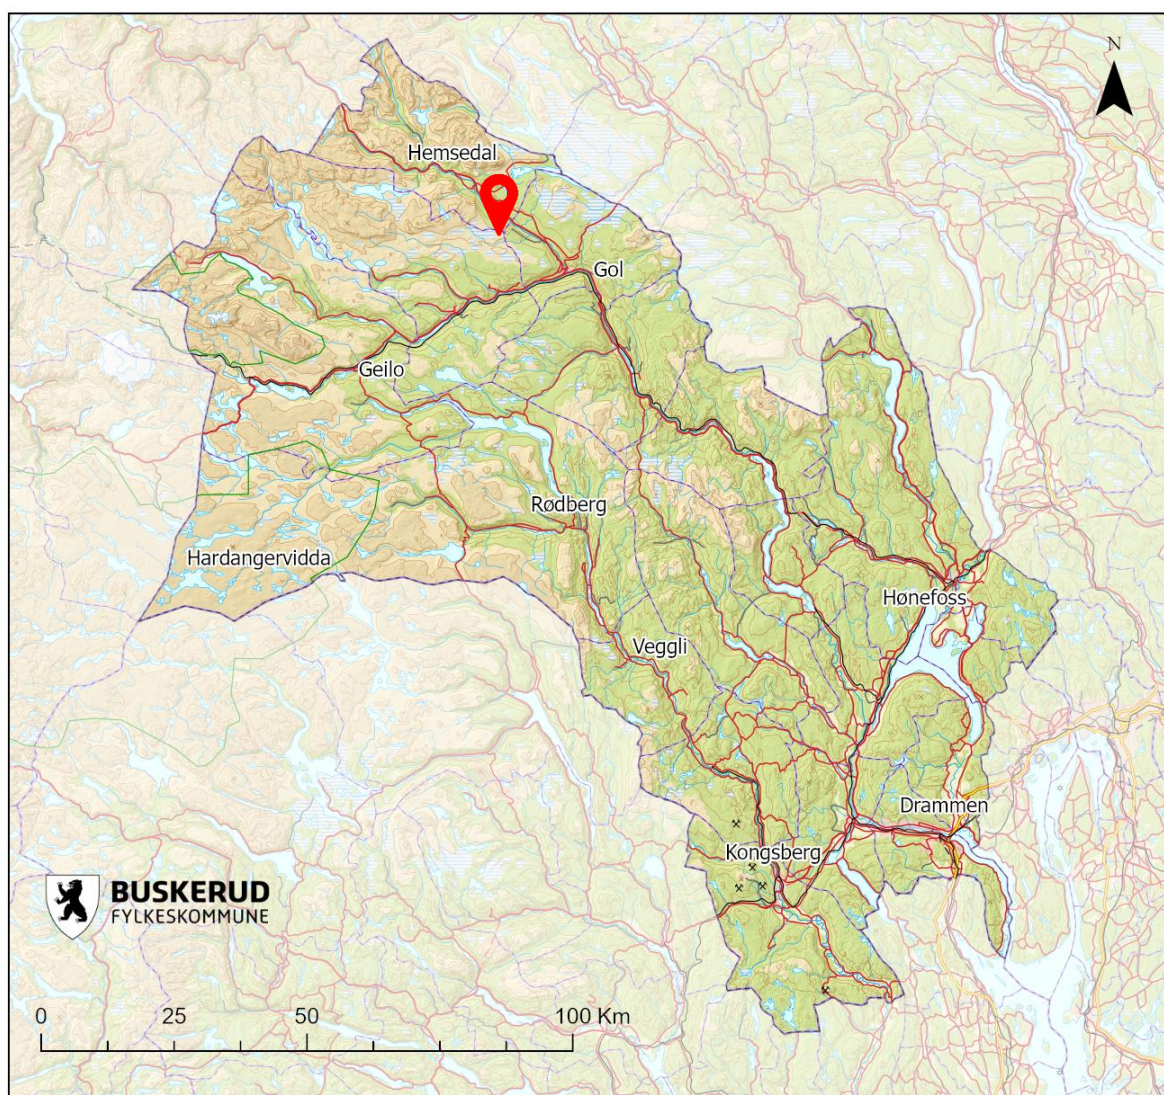 N
Hemsedal
Gol
Geilo
Rødberg
Hardangervidda
Hønefoss
Veggli
Drammen
Kongsberg
BUSKERUD
FYLKESKOMMUNE
0 25 50 100 Km